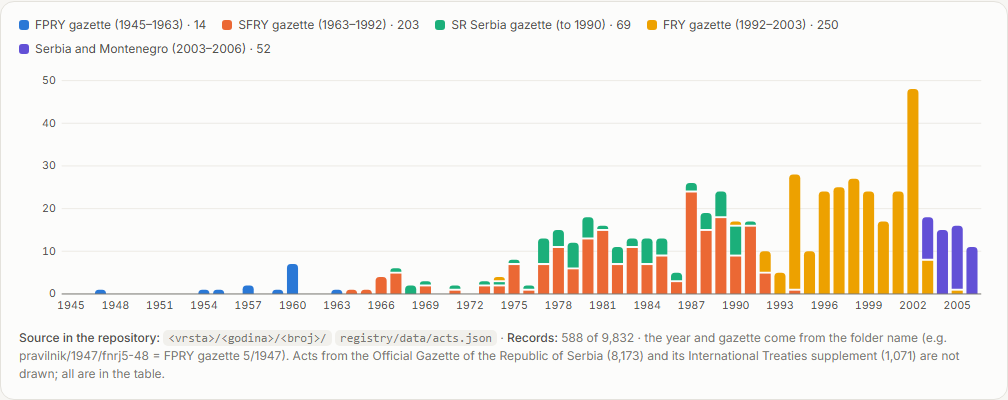 FPRY gazette (1945–1963) · 14 SFRY gazette (1963–1992) · 203 SR Serbia gazette (to 1990) · 69 FRY gazette (1992–2003) · 250
Serbia and Montenegro (2003–2006) · 52
50
40
30
20
10
0
1945 1948 1951 1954 1957 1960 1963 1966 1969 1972 1975 1978 1981 1984 1987 1990 1993 1996 1999 2002 2005
Source in the repository: <vrsta>/<godina>/<broj>/ registry/data/acts.json · Records: 588 of 9,832 · the year and gazette come from the folder name (e.g.
pravilnik/1947/fnrj5-48 = FPRY gazette 5/1947). Acts from the Official Gazette of the Republic of Serbia (8,173) and its International Treaties supplement (1,071) are not
drawn; all are in the table.